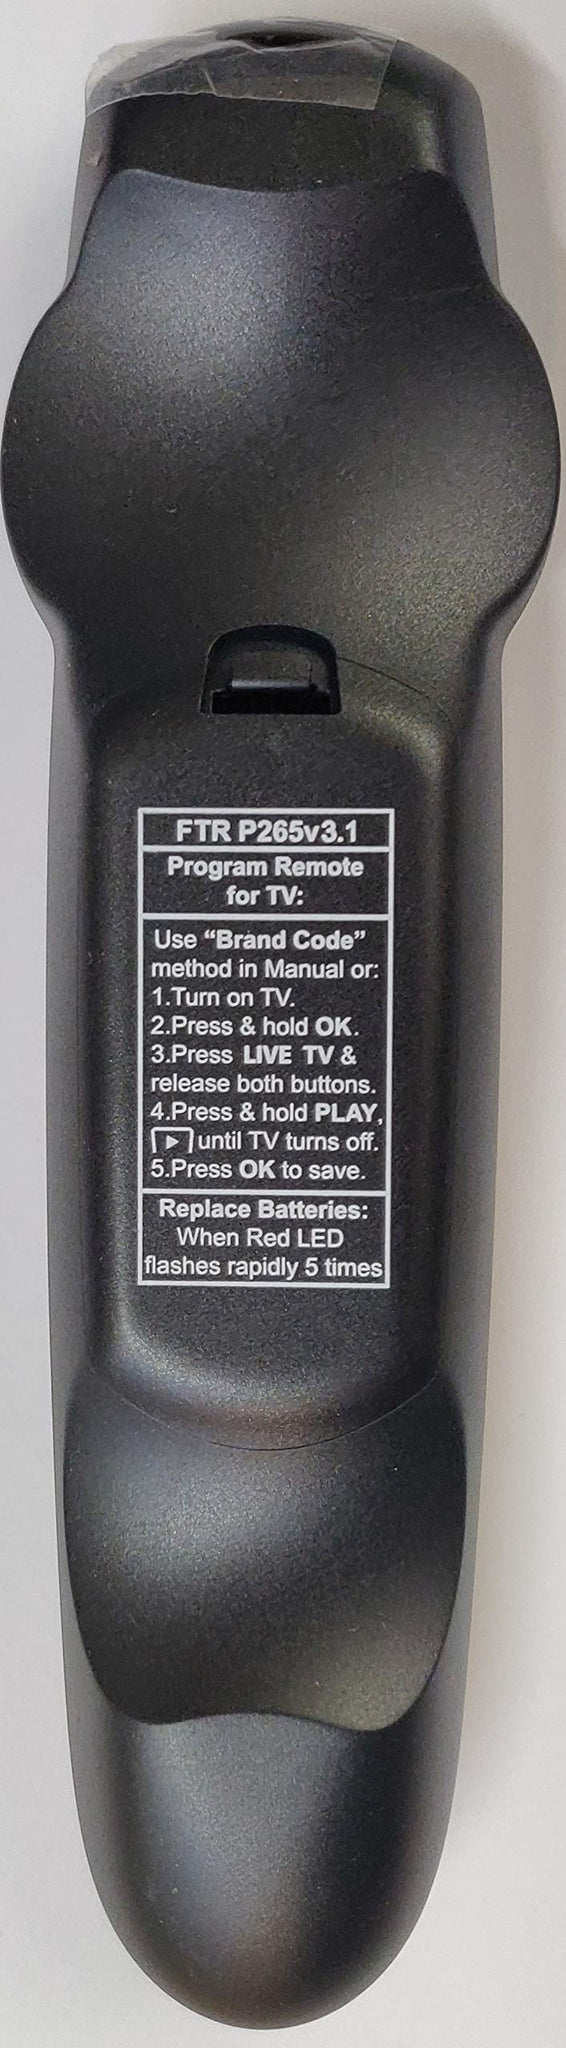 FTR P265v3.1
Program Remote
for TV:
Use “Brand Code”
method in Manual or:
1.Turn on TV.
2.Press & hold OK.
3.Press LIVE TV &
release both buttons.
4.Press & hold PLAY,
▶ until TV turns off.
5.Press OK to save.
Replace Batteries:
When Red LED
flashes rapidly 5 times